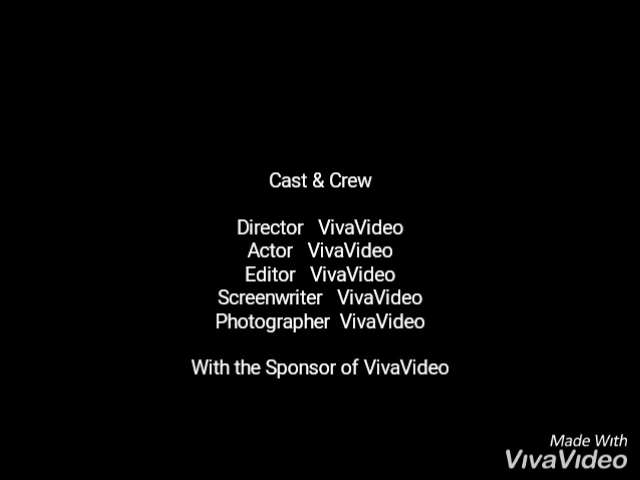 Cast & Crew
Director VivaVideo
Actor VivaVideo
Editor VivaVideo
Screenwriter VivaVideo
Photographer VivaVideo
With the Sponsor of VivaVideo
Made With
VivaVideo